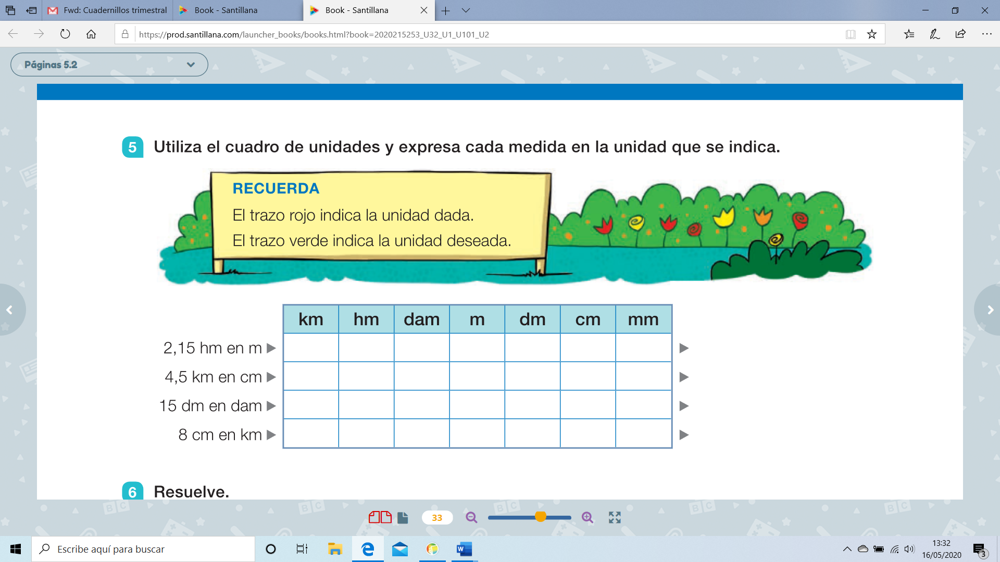 Fwd: Cuadernillos trimestral
Book - Santillana
Book - Santillana
https://prod.santillana.com/launcher_books/books.html?book=2020215253_U32_U1_U101_U2
Páginas 5.2
5 Utiliza el cuadro de unidades y expresa cada medida en la unidad que se indica.
RECUERDA
El trazo rojo indica la unidad dada.
El trazo verde indica la unidad deseada.
km hm dam m dm cm mm
2,15 hm en m
4,5 km en cm
15 dm en dam
8 cm en km
6 Resuelve.
33
Escribe aquí para buscar
13:32
16/05/2020
3